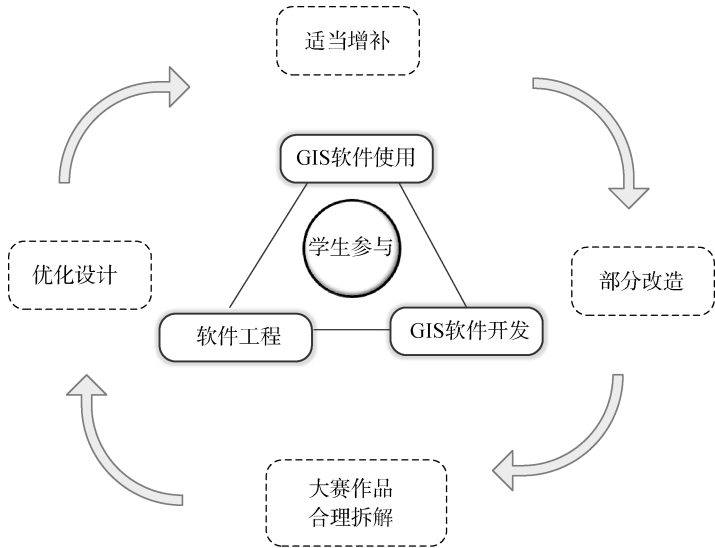 适当增补
GIS软件使用
学生参与
优化设计
部分改造
软件工程
GIS软件开发
大赛作品
合理拆解